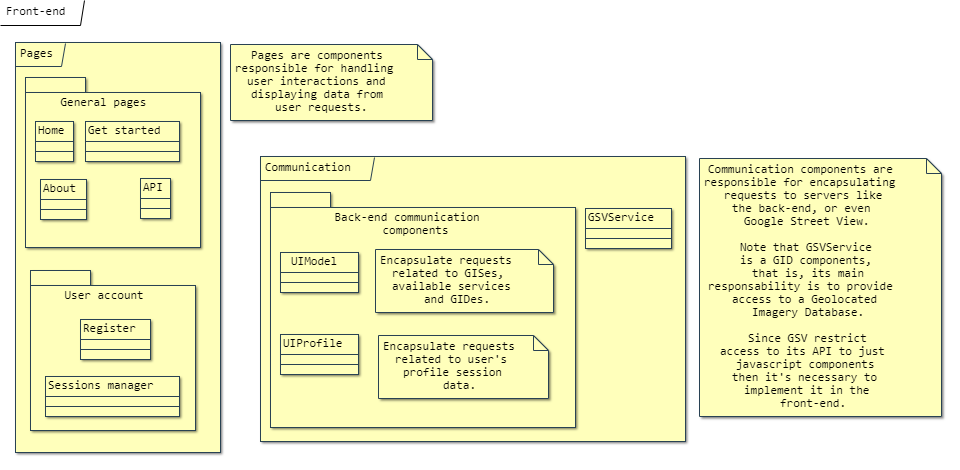 Front-end
Pages
General pages
Home
Get started
About
API
User account
Register
Sessions manager
Pages are components
responsible for handling
user interactions and
displaying data from
user requests.
Communication
Back-end communication
components
UIModel
Encapsulate requests
related to GISes,
available services
and GIDes.
UIProfile
Encapsulate requests
related to user's
profile session
data.
GSVService
Communication components are
responsible for encapsulating
requests to servers like
the back-end, or even
Google Street View.
Note that GSVService
is a GID components,
that is, its main
responsability is to provide
access to a Geolocated
Imagery Database.
Since GSV restrict
access to its API to just
javascript components
then it's necessary to
implement it in the
front-end.